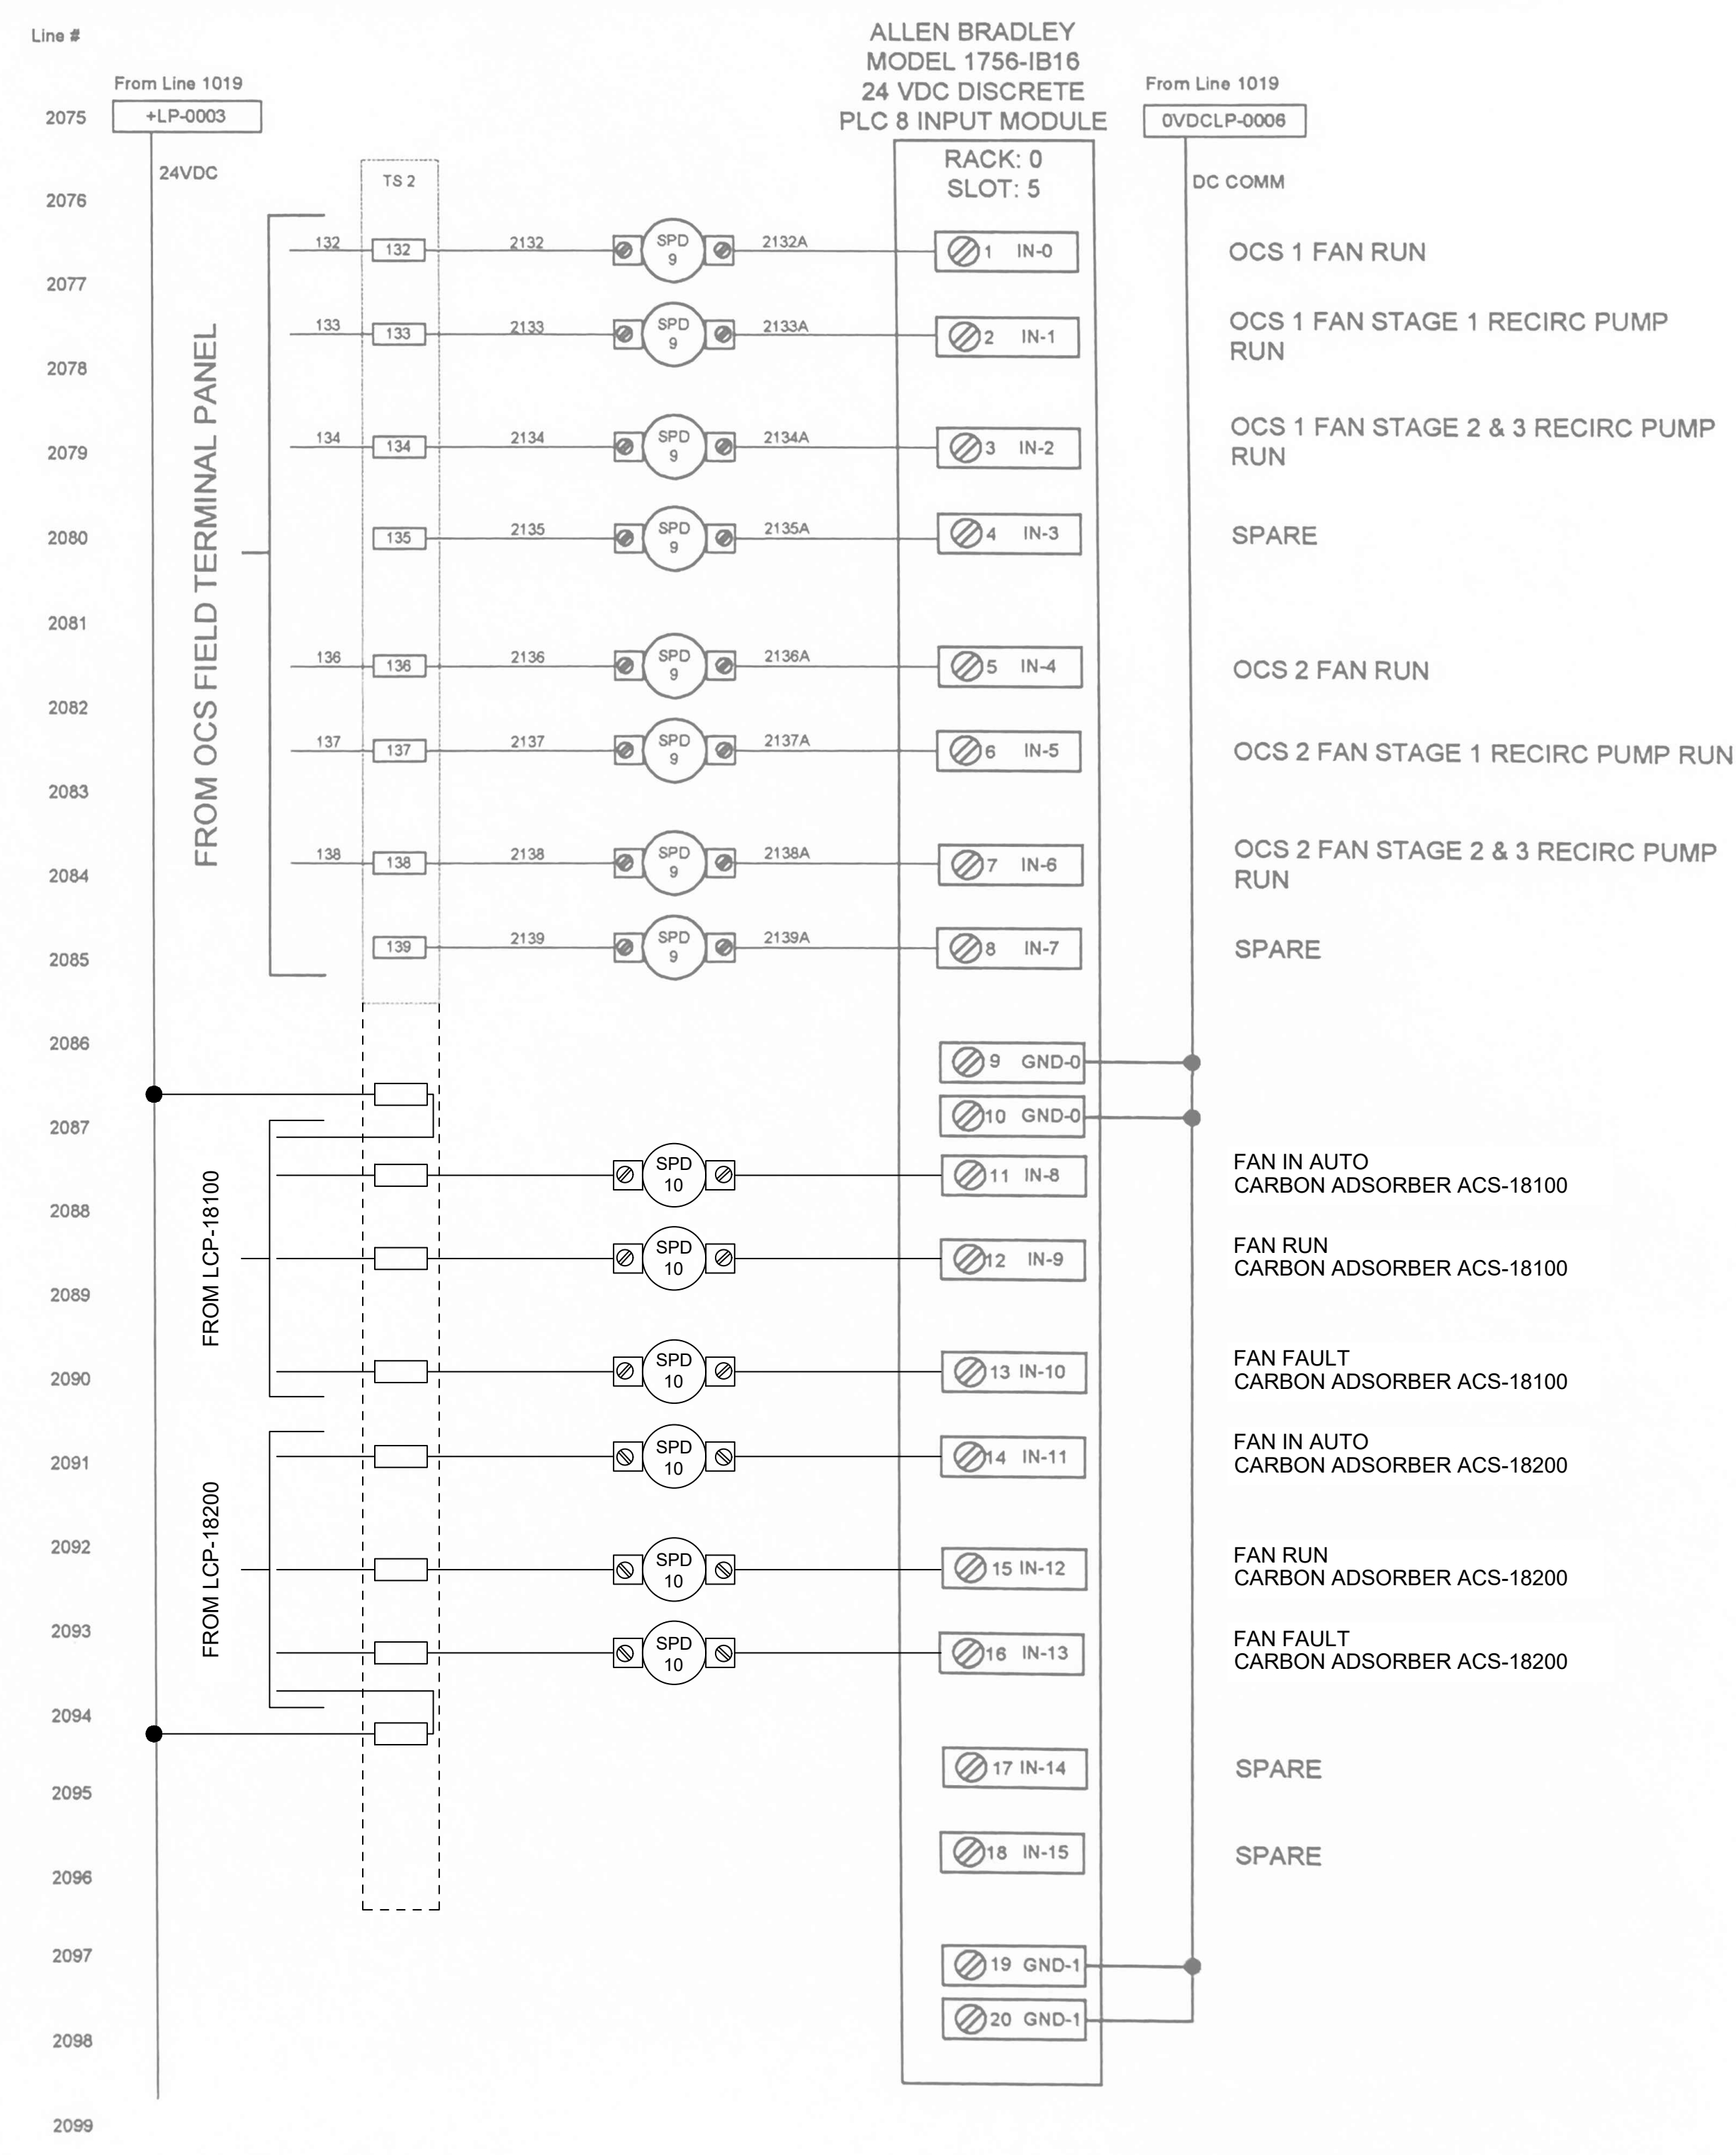 Line #
ALLEN BRADLEY
MODEL 1756-IB16
24 VDC DISCRETE
PLC 8 INPUT MODULE
From Line 1019
From Line 1019
2075
+LP-0003
0VDCLP-0006
RACK: 0
SLOT: 5
24VDC
TS 2
DC COMM
2076
FROM OCS FIELD TERMINAL PANEL
132
132
2132
SPD
9
2132A
1 IN-0
OCS 1 FAN RUN
2077
133
133
2133
SPD
9
2133A
2 IN-1
OCS 1 FAN STAGE 1 RECIRC PUMP
RUN
2078
134
134
2134
SPD
9
2134A
3 IN-2
OCS 1 FAN STAGE 2 & 3 RECIRC PUMP
RUN
2079
2080
135
2135
SPD
9
2135A
4 IN-3
SPARE
2081
136
136
2136
SPD
9
2136A
5 IN-4
OCS 2 FAN RUN
2082
137
137
2137
SPD
9
2137A
6 IN-5
OCS 2 FAN STAGE 1 RECIRC PUMP RUN
2083
138
138
2138
SPD
9
2138A
7 IN-6
OCS 2 FAN STAGE 2 & 3 RECIRC PUMP
RUN
2084
139
2139
SPD
9
2139A
8 IN-7
SPARE
2085
2086
9 GND-0
10 GND-0
2087
FROM LCP-18100
SPD
10
11 IN-8
FAN IN AUTO
CARBON ADSORBER ACS-18100
2088
SPD
10
12 IN-9
FAN RUN
CARBON ADSORBER ACS-18100
2089
SPD
10
13 IN-10
FAN FAULT
CARBON ADSORBER ACS-18100
2090
FROM LCP-18200
SPD
10
14 IN-11
FAN IN AUTO
CARBON ADSORBER ACS-18200
2091
2092
SPD
10
15 IN-12
FAN RUN
CARBON ADSORBER ACS-18200
2093
SPD
10
16 IN-13
FAN FAULT
CARBON ADSORBER ACS-18200
2094
17 IN-14
SPARE
2095
18 IN-15
SPARE
2096
2097
19 GND-1
20 GND-1
2098
2099